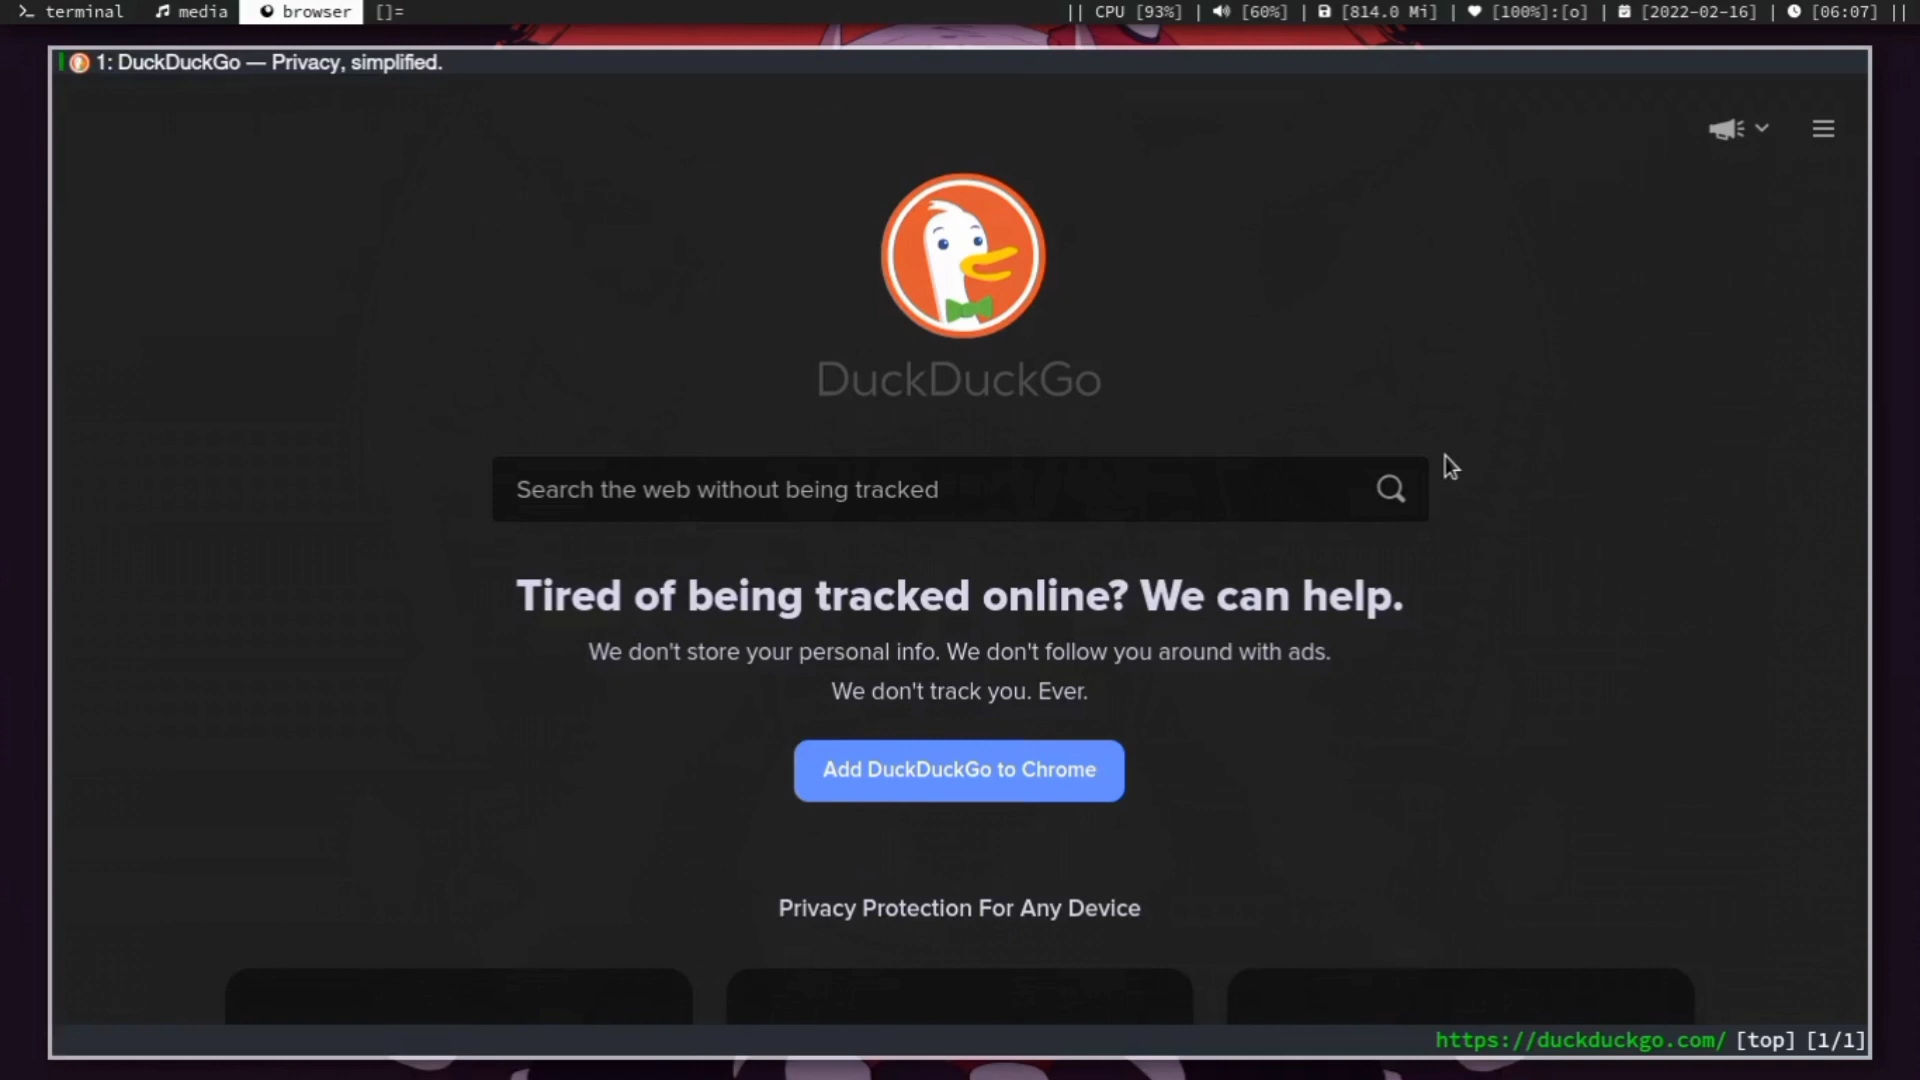 terminal media browser []= || CPU [93%] | [60%] | [814.0 Mi] | [100%]:[o] | [2022-02-16] | [06:07] ||
1: DuckDuckGo — Privacy, simplified.
DuckDuckGo
Search the web without being tracked
Tired of being tracked online? We can help.
We don't store your personal info. We don't follow you around with ads.
We don't track you. Ever.
Add DuckDuckGo to Chrome
Privacy Protection For Any Device
https://duckduckgo.com/ [top] [1/1]